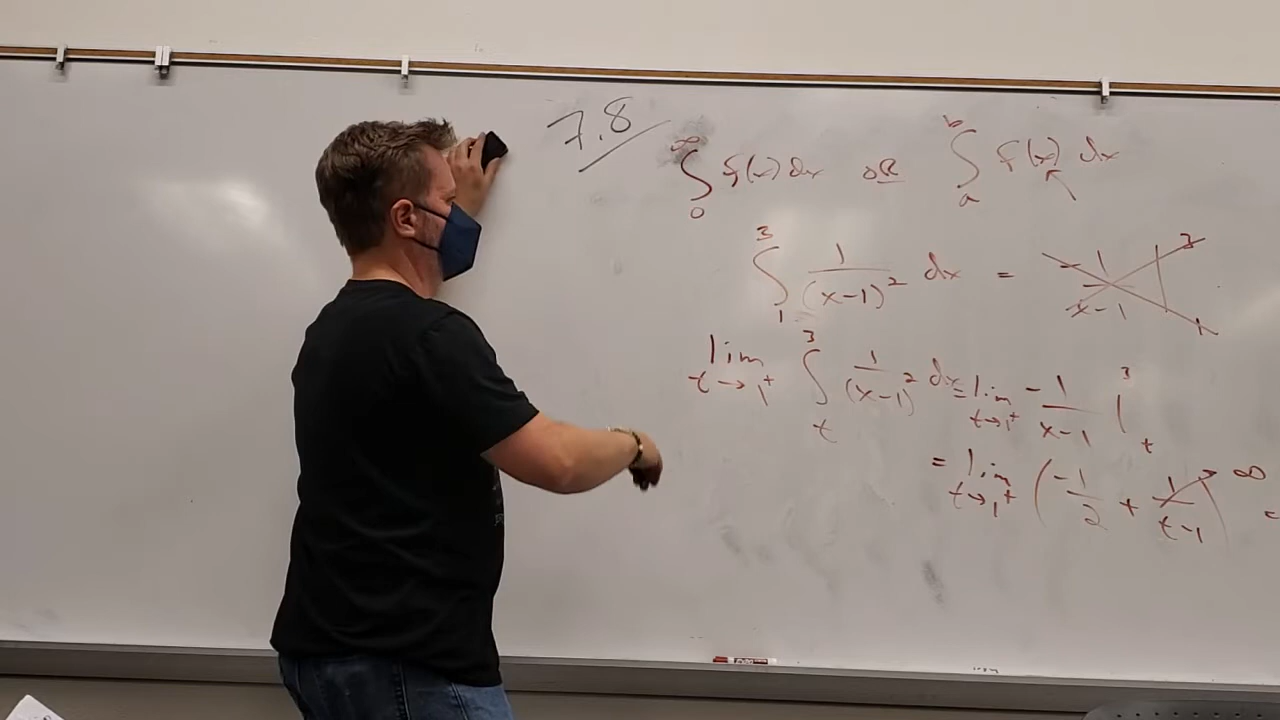 7.8
∫₀^∞ f(x) dx OR ∫ₐᵇ f(x) dx
∫₁³ 1/(x-1)² dx = -1/(x-1) |₁³
lim t→1⁺ ∫ₜ³ 1/(x-1)² dx = lim t→1⁺ -1/(x-1) |ₜ³
= lim t→1⁺ (-1/2 + 1/(t-1)) ∞ =